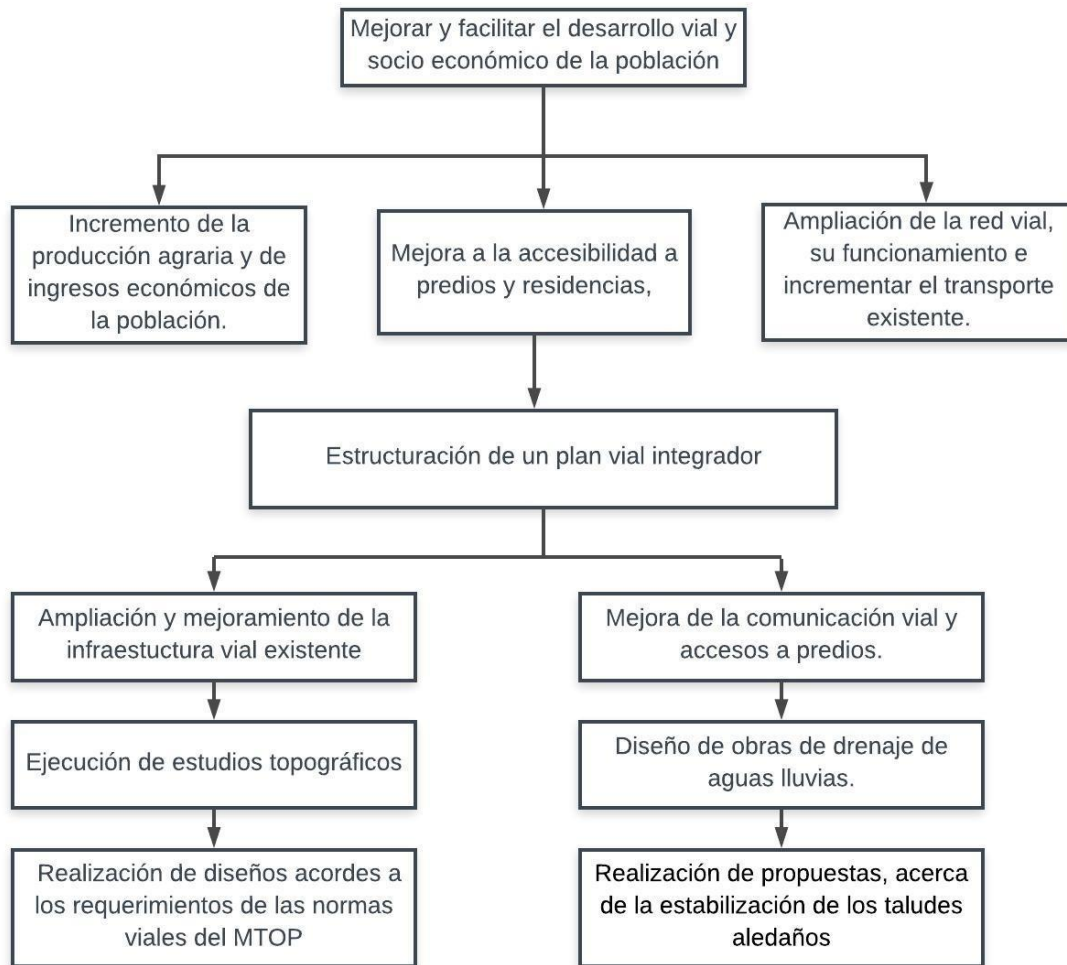 Mejorar y facilitar el desarrollo vial y
socio económico de la población
Incremento de la
producción agraria y de
ingresos económicos de
la población.
Mejora a la accesibilidad a
predios y residencias,
Ampliación de la red vial,
su funcionamiento e
incrementar el transporte
existente.
Estructuración de un plan vial integrador
Ampliación y mejoramiento de la
infraestuctura vial existente
Mejora de la comunicación vial y
accesos a predios.
Ejecución de estudios topográficos
Diseño de obras de drenaje de
aguas lluvias.
Realización de diseños acordes a
los requerimientos de las normas
viales del MTOP
Realización de propuestas, acerca
de la estabilización de los taludes
aledaños